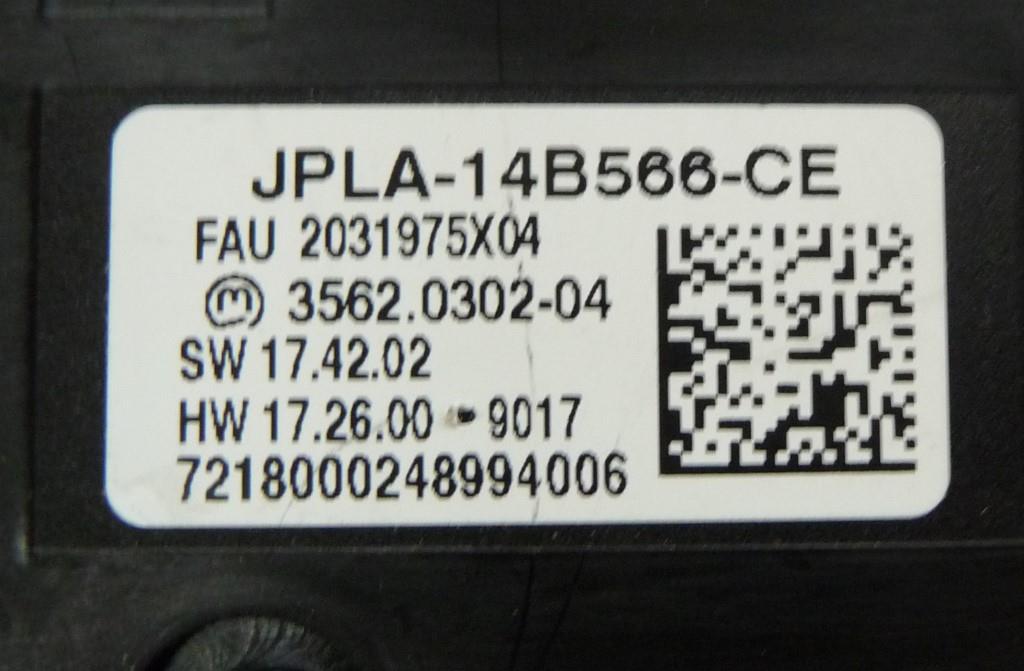 JPLA-14B566-CE
FAU 2031975X04
3562.0302-04
SW 17.42.02
HW 17.26.00 - 9017
7218000248994006